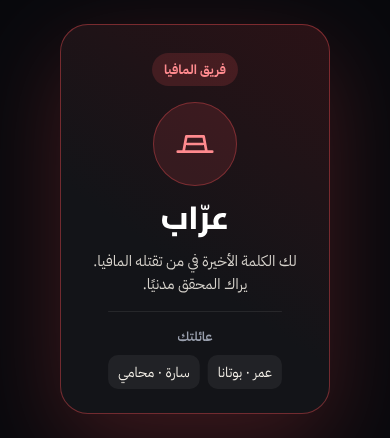 فريق المافيا
عرّاب
لك الكلمة الأخيرة في من تقتله المافيا.
يراك المحقق مدنيًا.
عائلتك
عمر · بوتانا
سارة · محامي